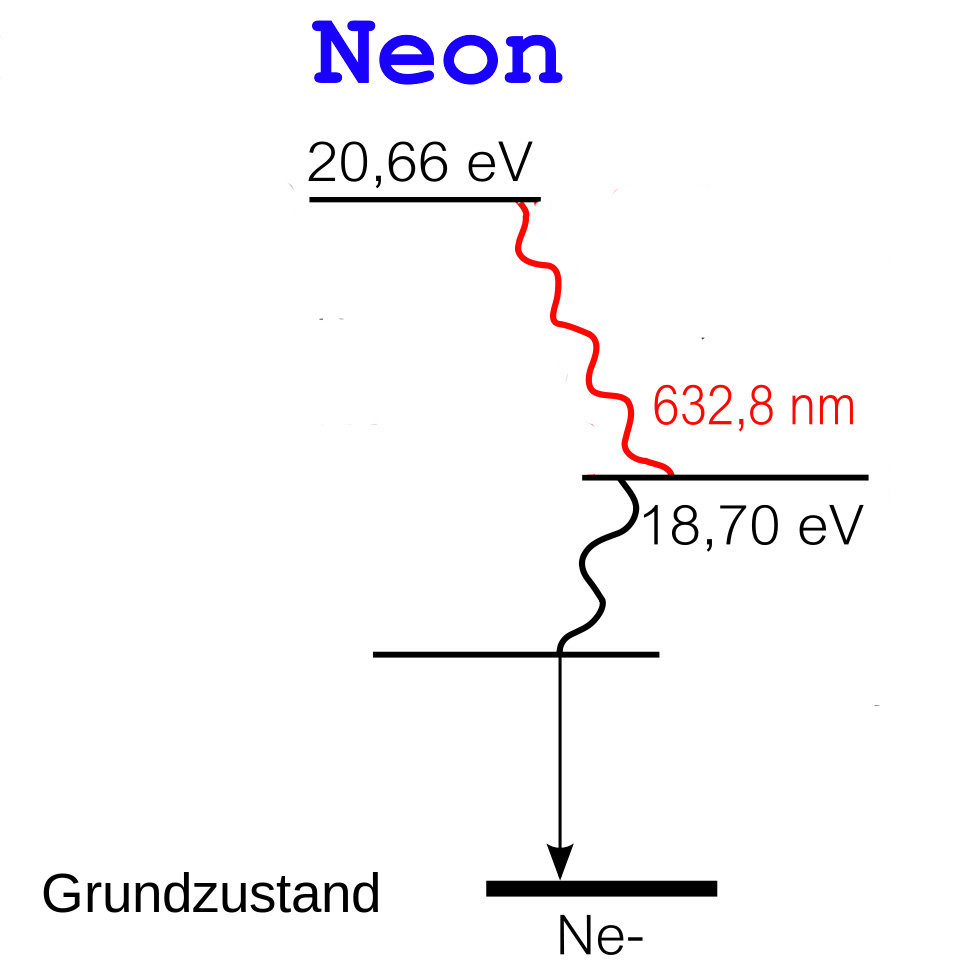 Neon
20,66 eV
632,8 nm
18,70 eV
Grundzustand
Ne-